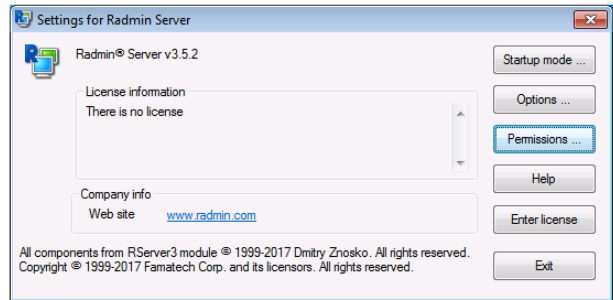 Settings for Radmin Server
Radmin® Server v3.5.2
Startup mode ...
License information
There is no license
Options ...
Permissions ...
Help
Company info
Web site www.radmin.com
Enter license
All components from RServer3 module © 1999-2017 Dmitry Znosko. All rights reserved.
Copyright © 1999-2017 Famatech Corp. and its licensors. All rights reserved.
Exit